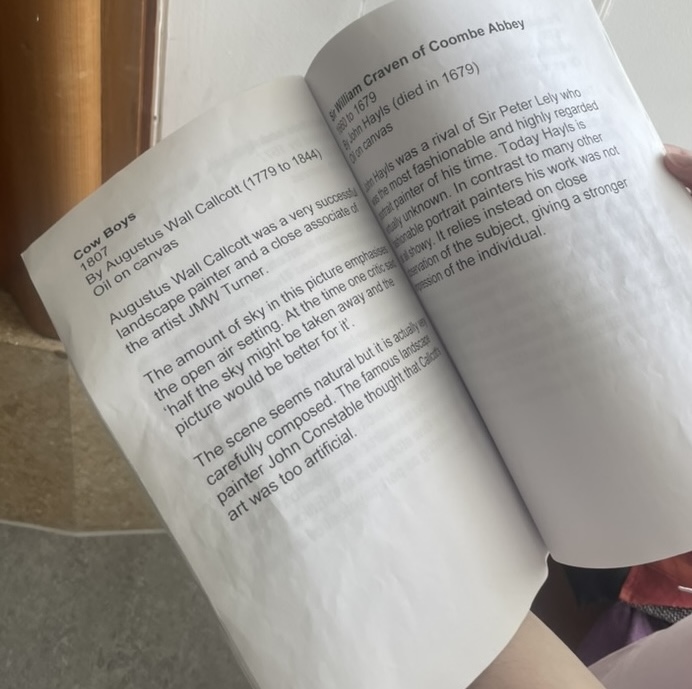 Cow Boys
1807
By Augustus Wall Callcott (1779 to 1844)
Oil on canvas
Augustus Wall Callcott was a very successful
landscape painter and a close associate of
the artist JMW Turner.
The amount of sky in this picture emphasises
the open air setting. At the time one critic said
‘half the sky might be taken away and the
picture would be better for it’.
The scene seems natural but it is actually very
carefully composed. The famous landscape
painter John Constable thought that Callcott's
art was too artificial.
Sir William Craven of Coombe Abbey
to 1679
By John Hayls (died in 1679)
Oil on canvas
John Hayls was a rival of Sir Peter Lely who
was the most fashionable and highly regarded
portrait painter of his time. Today Hayls is
virtually unknown. In contrast to many other
fashionable portrait painters his work was not
at all showy. It relies instead on close
observation of the subject, giving a stronger
impression of the individual.